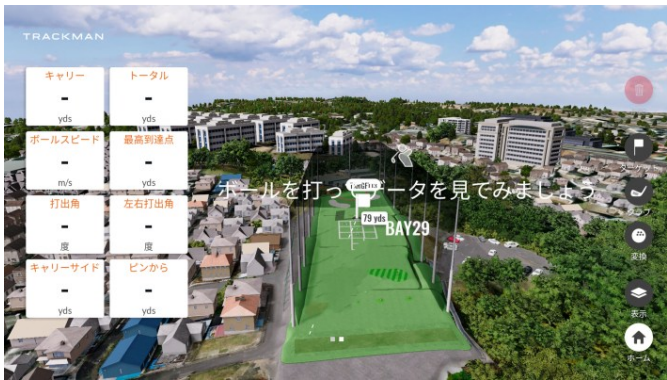 TRACKMAN
キャリー
-
yds
トータル
-
yds
ボールスピード
-
m/s
最高到達点
-
yds
打出角
-
度
左右打出角
-
度
キャリーサイド
-
yds
ピンから
-
yds
ボールを打っ データを見てみましょう
79 yds
BAY29
変換
表示
ホーム